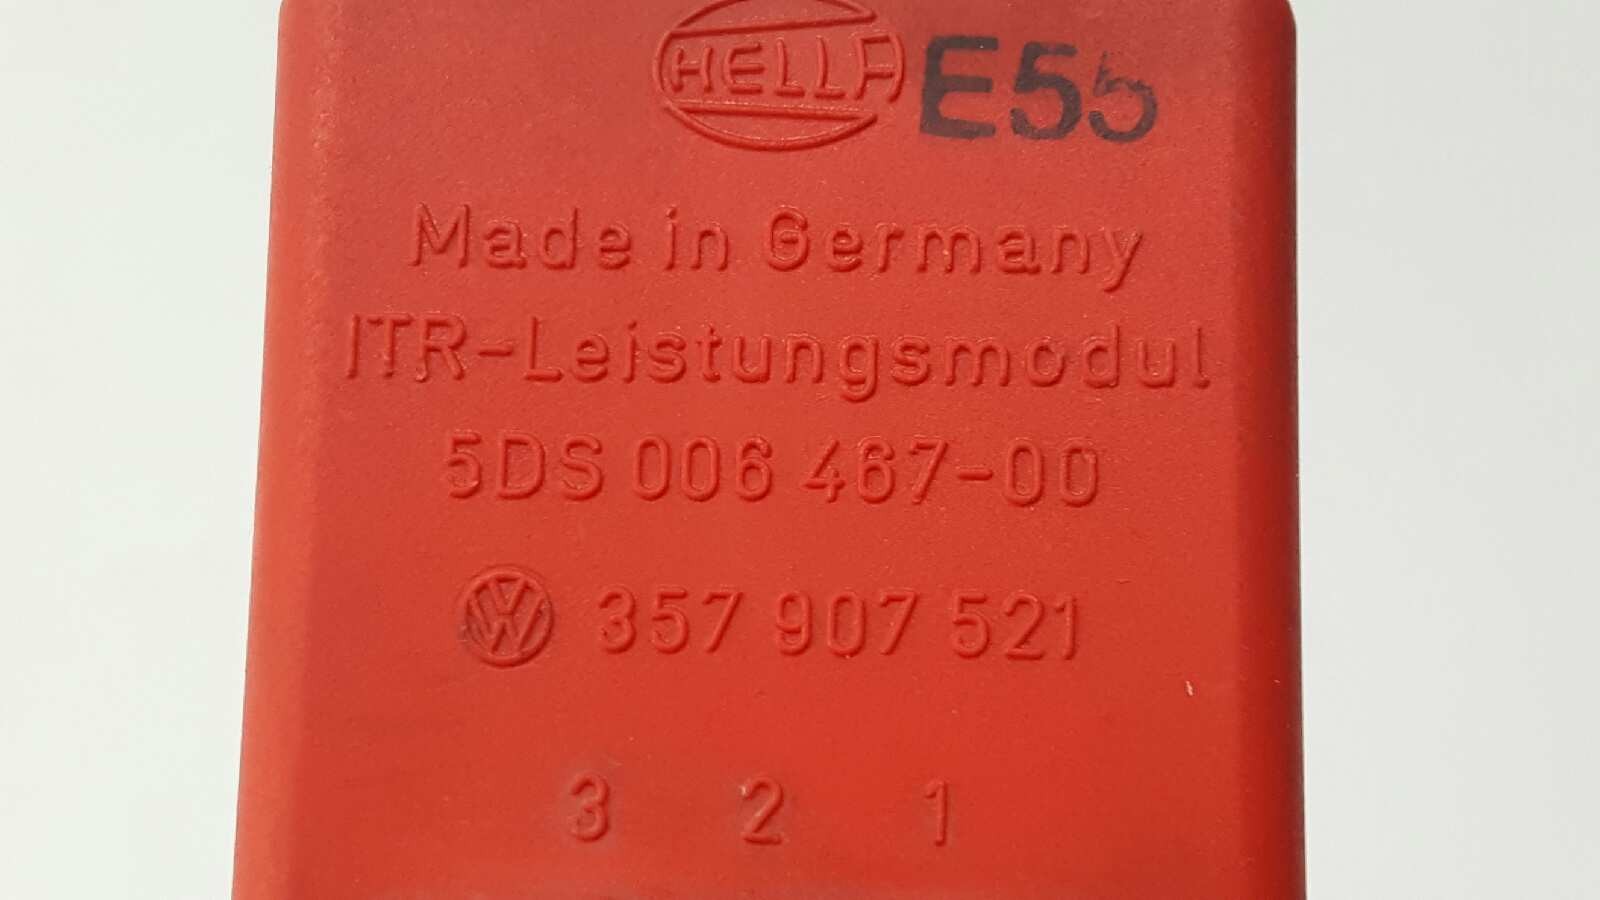 HELLA E55
Made in Germany
ITR-Leistungsmodul
5DS 006 467-00
VW 357 907 521
3 2 1